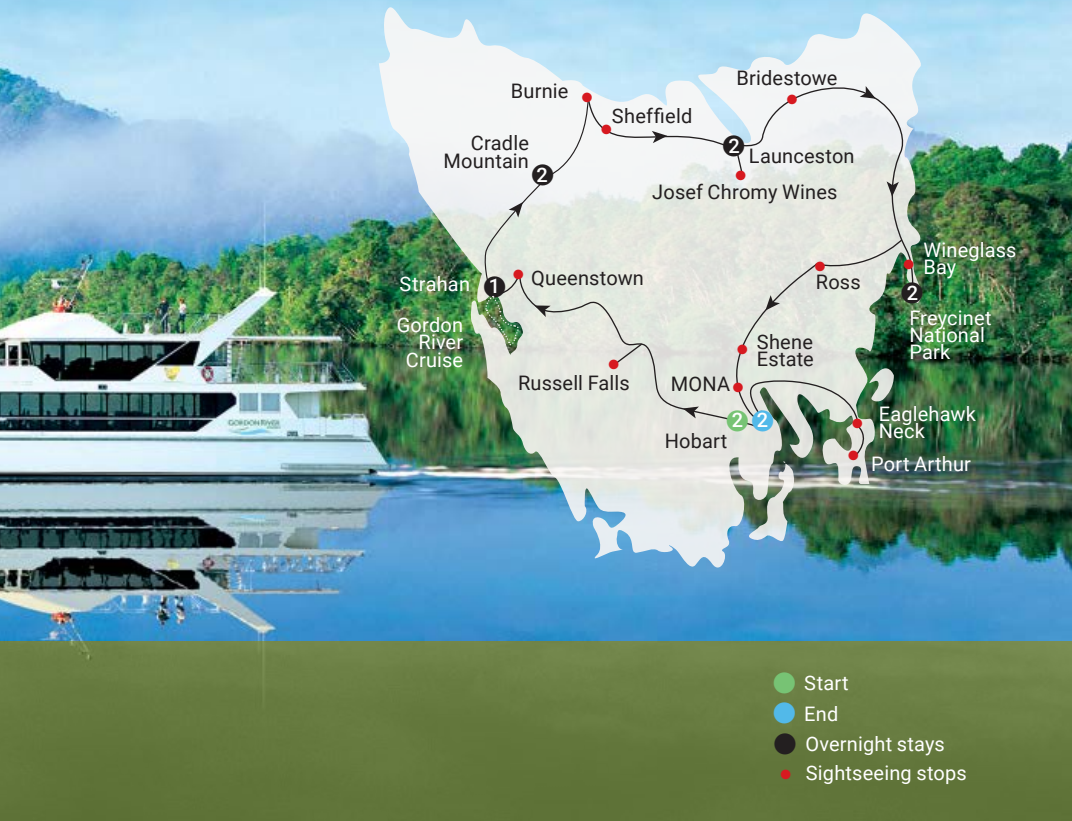 Bridestowe
Burnie
Sheffield
Cradle
Mountain
2
2
Launceston
Josef Chromy Wines
Wineglass
Bay
Strahan
1
Queenstown
Ross
2
Freycinet
National
Park
Gordon
River
Cruise
Shene
Estate
Russell Falls
MONA
2
2
Hobart
Eaglehawk
Neck
Port Arthur
GORDON RIVER
Start
End
Overnight stays
Sightseeing stops